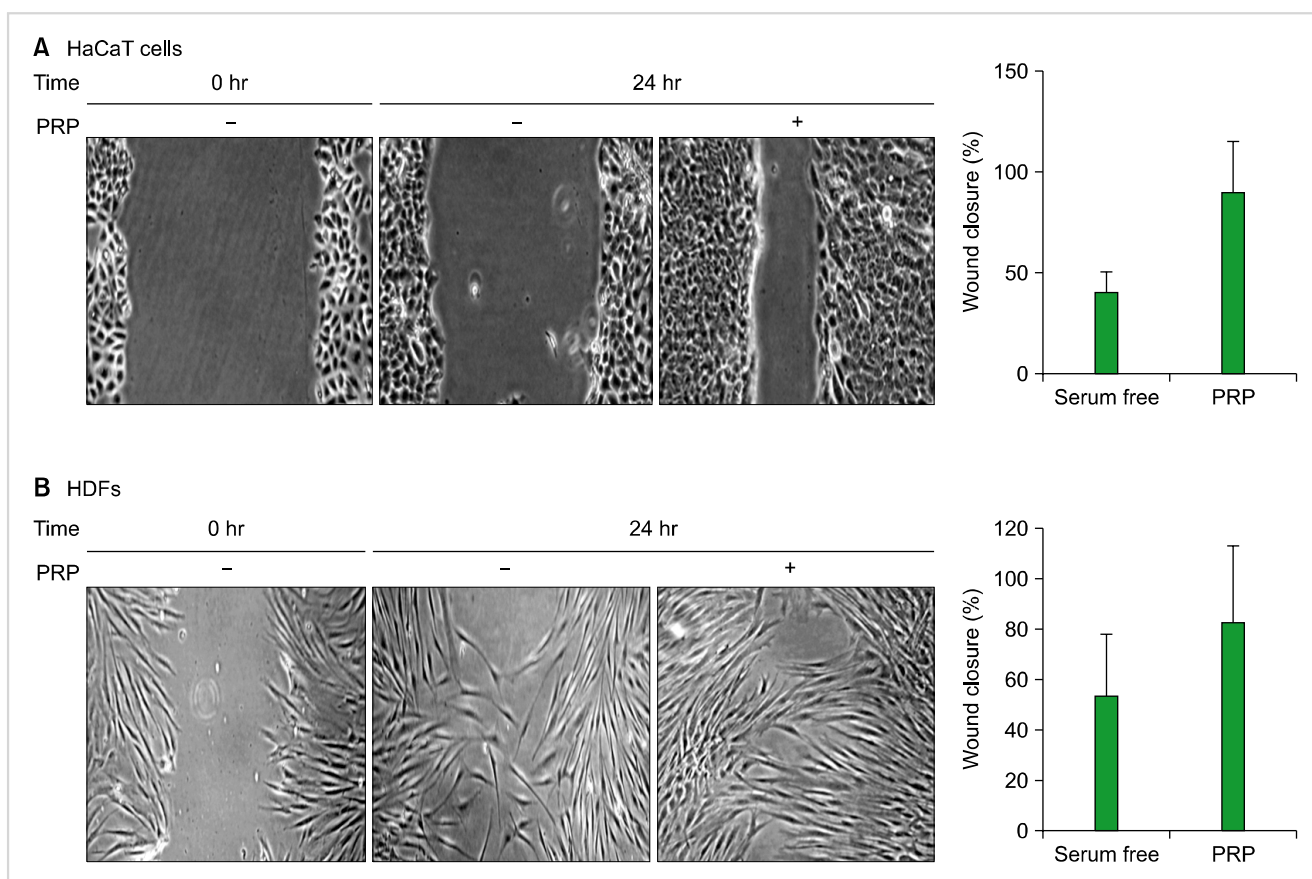 A HaCaT cells
Time 0 hr 24 hr
PRP – – +
150
100
50
0
Wound closure (%)
Serum free PRP
B HDFs
Time 0 hr 24 hr
PRP – – +
120
100
80
60
40
20
0
Wound closure (%)
Serum free PRP